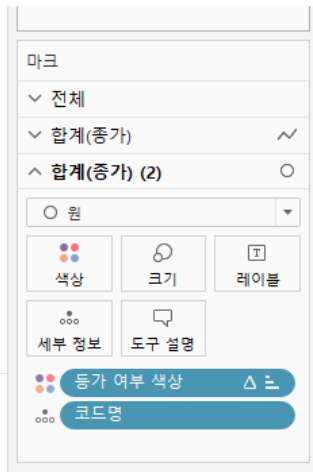 마크
전체
합계(종가)
합계(종가) (2)
원
색상
크기
T
레이블
세부 정보
도구 설명
등가 여부 색상
코드명